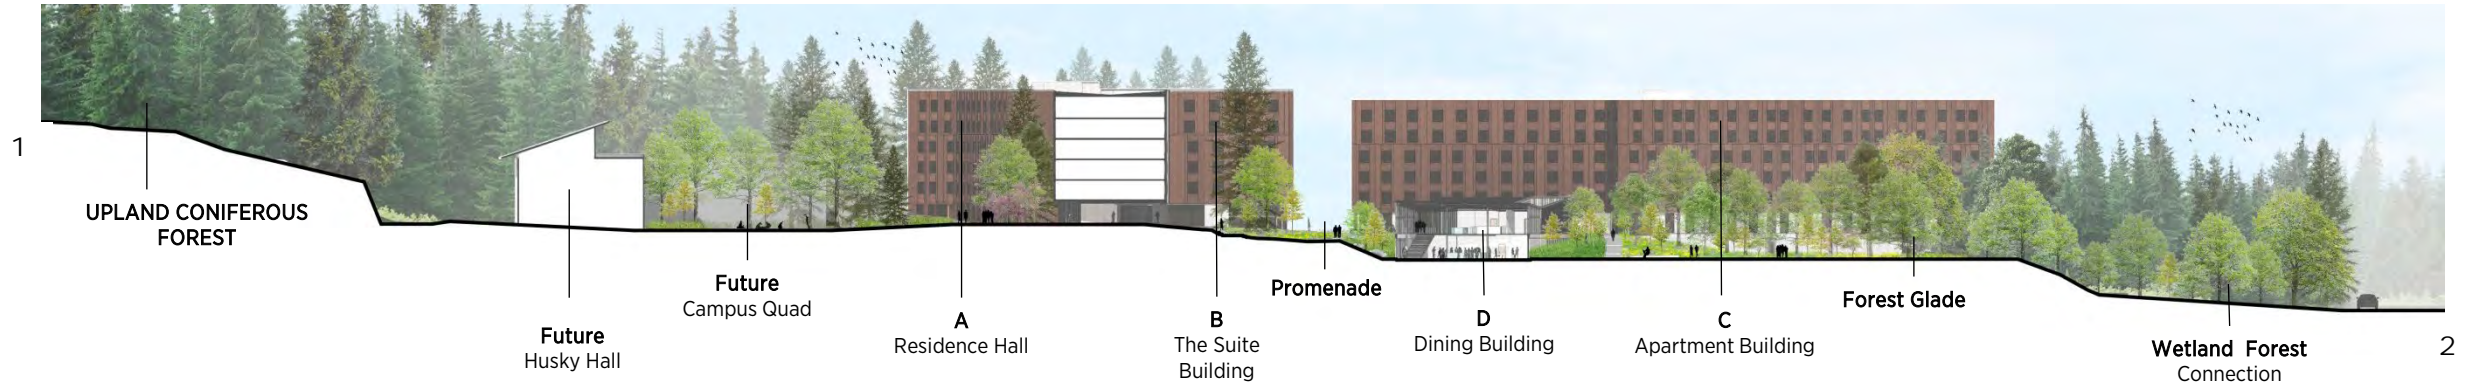 1
UPLAND CONIFEROUS
FOREST
Future
Husky Hall
Future
Campus Quad
A
Residence Hall
B
The Suite
Building
Promenade
D
Dining Building
C
Apartment Building
Forest Glade
Wetland Forest
Connection
2